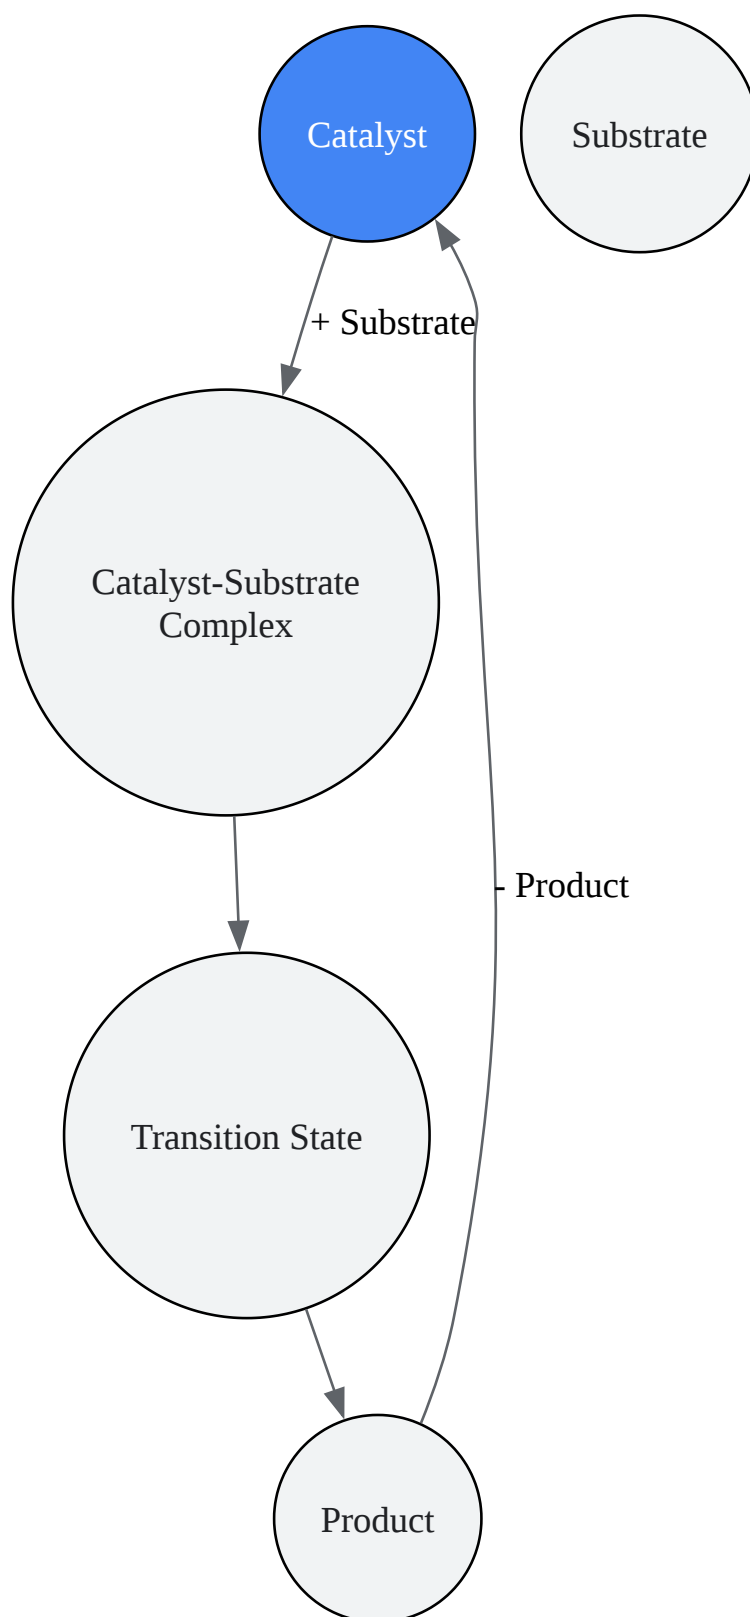 Catalyst
Substrate
+ Substrate
Catalyst-Substrate
Complex
- Product
Transition State
Product